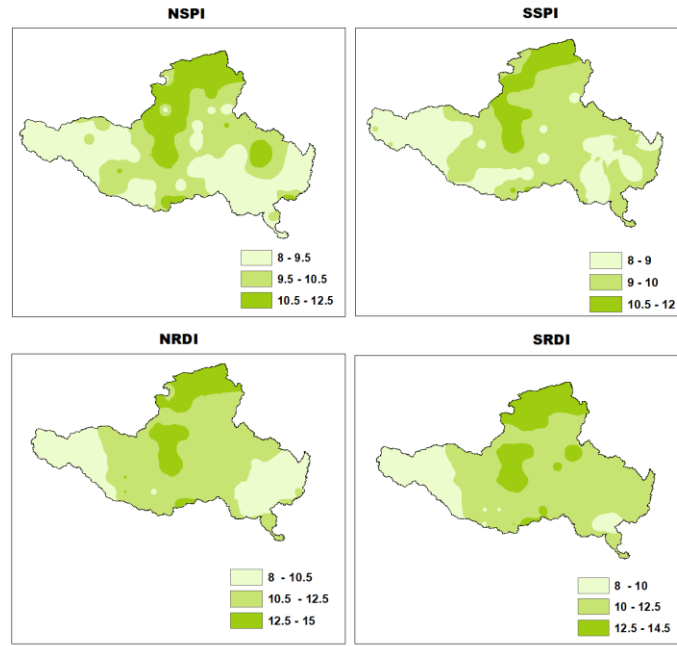 NSPI
SSPI
8 - 9.5
9.5 - 10.5
10.5 - 12.5
8 - 9
9 - 10
10.5 - 12
NRDI
SRDI
8 - 10.5
10.5 - 12.5
12.5 - 15
8 - 10
10 - 12.5
12.5 - 14.5